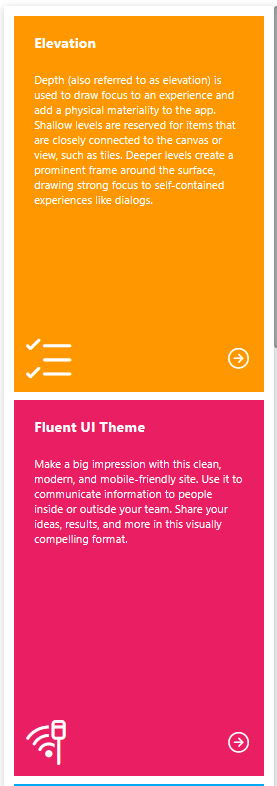 Elevation
Depth (also referred to as elevation) is
used to draw focus to an experience and
add a physical materiality to the app.
Shallow levels are reserved for items that
are closely connected to the canvas or
view, such as tiles. Deeper levels create a
prominent frame around the surface,
drawing strong focus to self-contained
experiences like dialogs.
Fluent UI Theme
Make a big impression with this clean,
modern, and mobile-friendly site. Use it to
communicate information to people
inside or outisde your team. Share your
ideas, results, and more in this visually
compelling format.